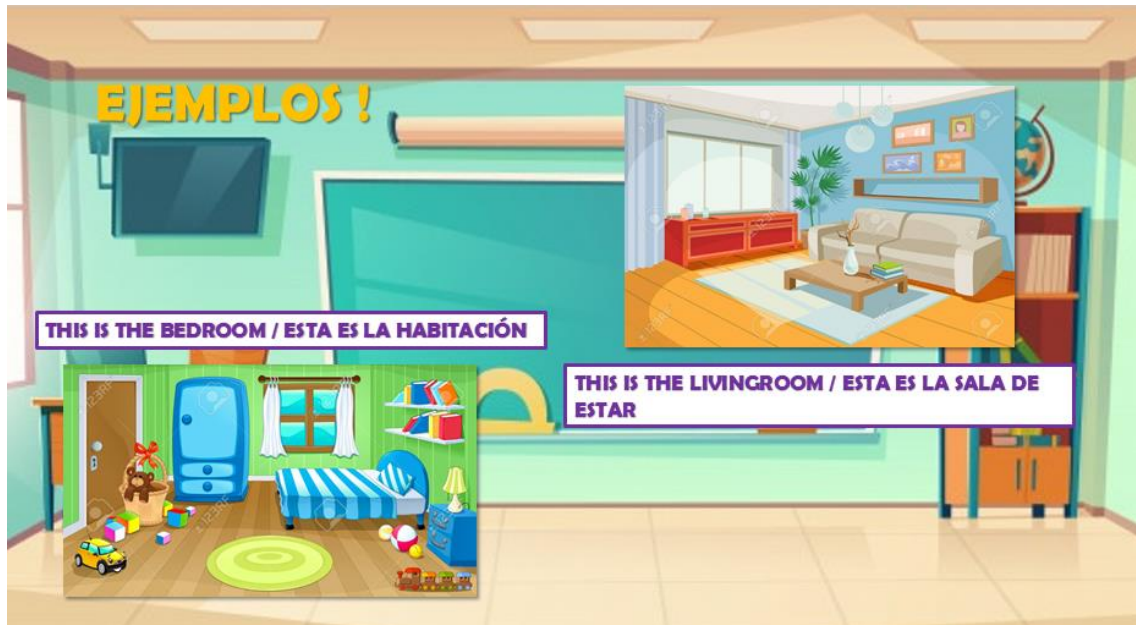 EJEMPLOS !
THIS IS THE BEDROOM / ESTA ES LA HABITACIÓN
THIS IS THE LIVINGROOM / ESTA ES LA SALA DE
ESTAR